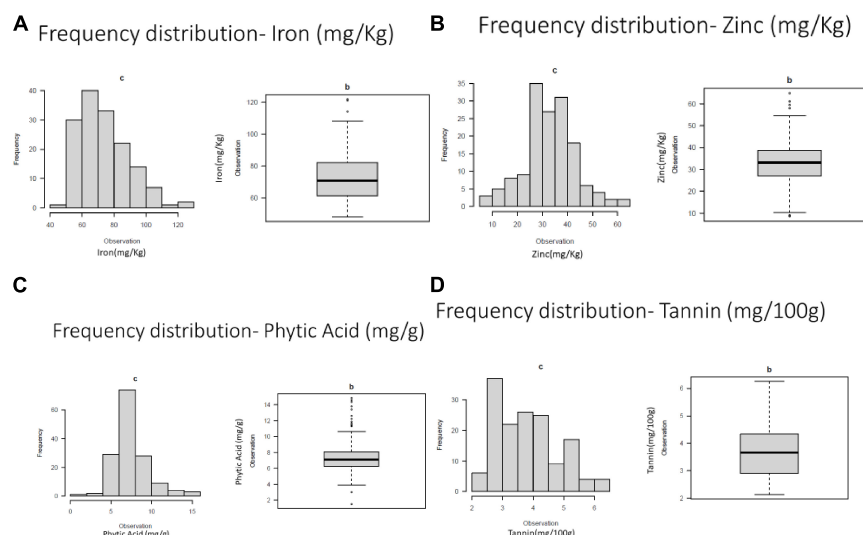 A
Frequency distribution- Iron (mg/Kg)
c
Frequency
40
30
20
10
0
40 60 80 100 120
Observation
Iron(mg/Kg)
b
Iron(mg/Kg)
Observation
120
100
80
60
B
Frequency distribution- Zinc (mg/Kg)
c
Frequency
35
30
25
20
15
10
5
0
10 20 30 40 50 60
Observation
Zinc(mg/Kg)
b
Zinc(mg/Kg)
Observation
60
50
40
30
20
10
C
Frequency distribution- Phytic Acid (mg/g)
c
Frequency
60
40
20
0
0 5 10 15
Observation
Phytic Acid (mg/g)
b
Phytic Acid (mg/g)
Observation
14
12
10
8
6
4
2
D
Frequency distribution- Tannin (mg/100g)
c
Frequency
30
20
10
0
2 3 4 5 6
Observation
Tannin(mg/100g)
b
Tannin(mg/100g)
Observation
6
5
4
3
2